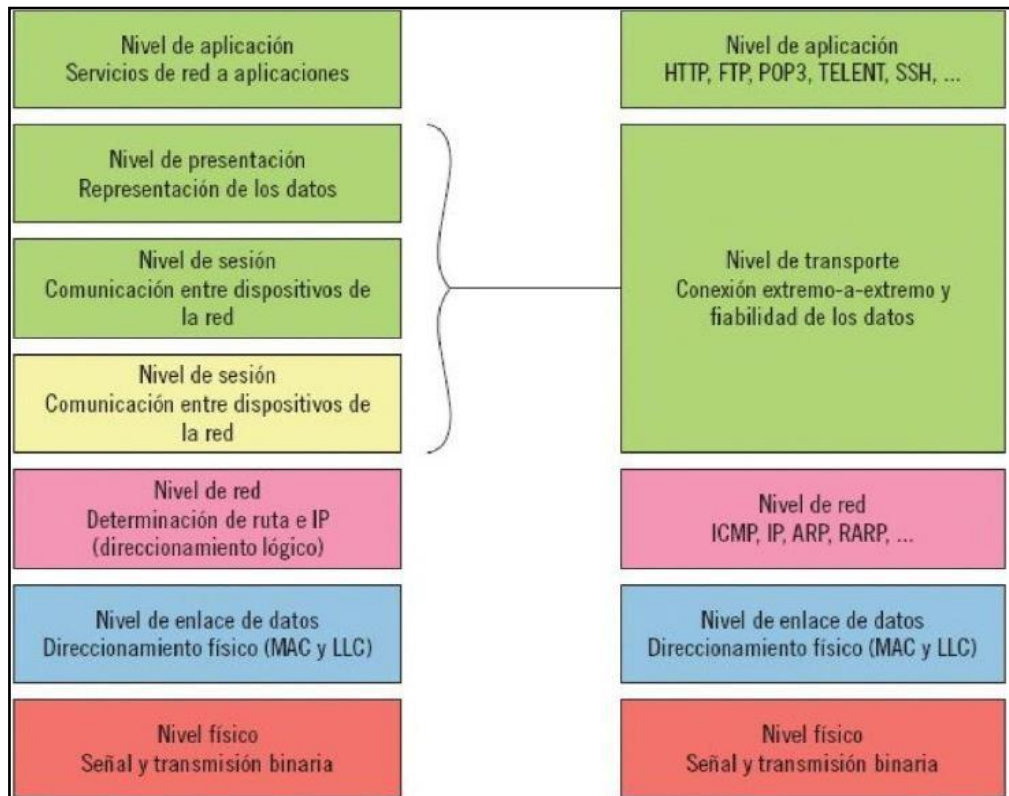 Nivel de aplicación
Servicios de red a aplicaciones
Nivel de presentación
Representación de los datos
Nivel de sesión
Comunicación entre dispositivos de
la red
Nivel de sesión
Comunicación entre dispositivos de
la red
Nivel de red
Determinación de ruta e IP
(direccionamiento lógico)
Nivel de enlace de datos
Direccionamiento físico (MAC y LLC)
Nivel físico
Señal y transmisión binaria
Nivel de aplicación
HTTP, FTP, POP3, TELENT, SSH, ...
Nivel de transporte
Conexión extremo-a-extremo y
fiabilidad de los datos
Nivel de red
ICMP, IP, ARP, RARP, ...
Nivel de enlace de datos
Direccionamiento físico (MAC y LLC)
Nivel físico
Señal y transmisión binaria